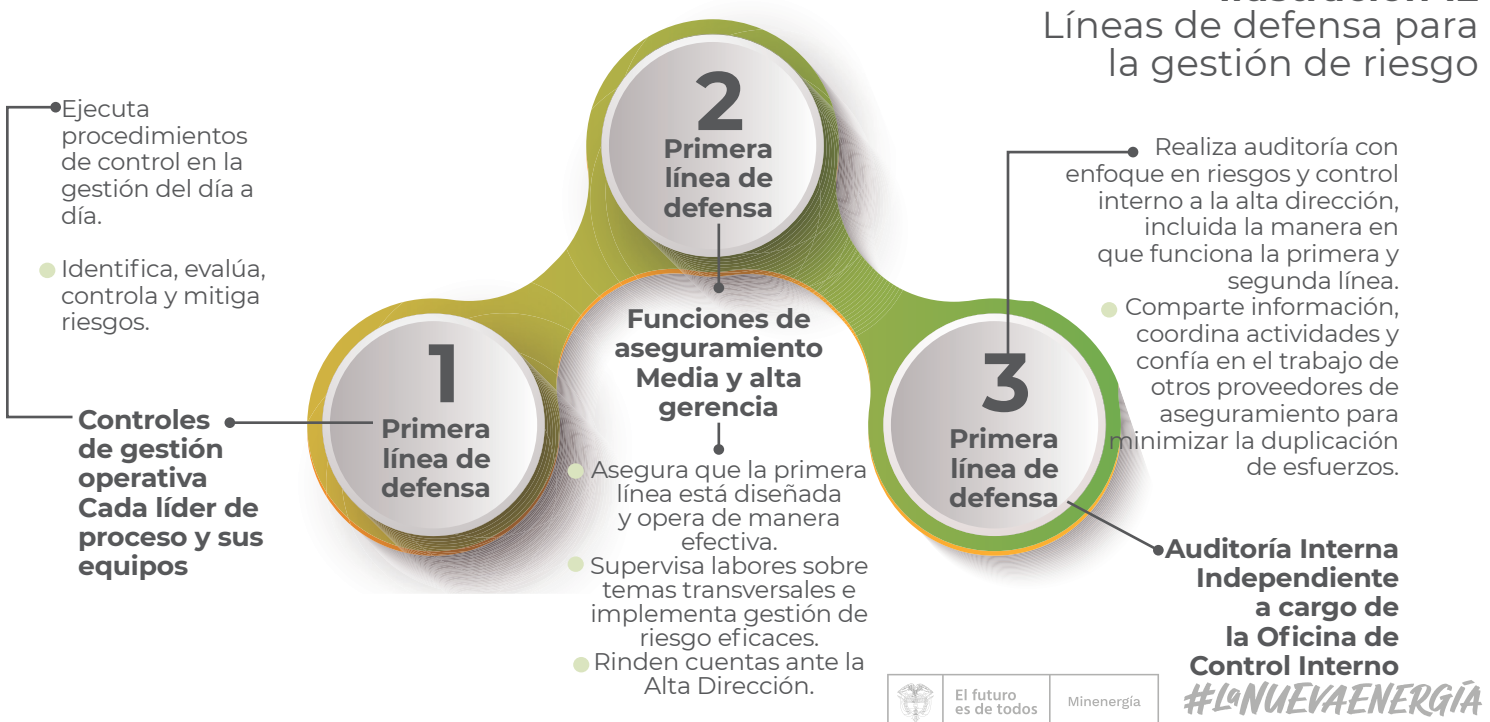 Líneas de defensa para
la gestión de riesgo
Ejecuta
procedimientos
de control en la
gestión del día a
día.
Identifica, evalúa,
controla y mitiga
riesgos.
Controles
de gestión
operativa
Cada líder de
proceso y sus
equipos
1
Primera
línea de
defensa
2
Primera
línea de
defensa
Funciones de
aseguramiento
Media y alta
gerencia
Asegura que la primera
línea está diseñada
y opera de manera
efectiva.
Supervisa labores sobre
temas transversales e
implementa gestión de
riesgo eficaces.
Rinden cuentas ante la
Alta Dirección.
3
Primera
línea de
defensa
Realiza auditoría con
enfoque en riesgos y control
interno a la alta dirección,
incluida la manera en
que funciona la primera y
segunda línea.
Comparte información,
coordina actividades y
confía en el trabajo de
otros proveedores de
aseguramiento para
minimizar la duplicación
de esfuerzos.
Auditoría Interna
Independiente
a cargo de
la Oficina de
Control Interno
El futuro
es de todos
Minenergía
#LaNUEVAENERGÍA